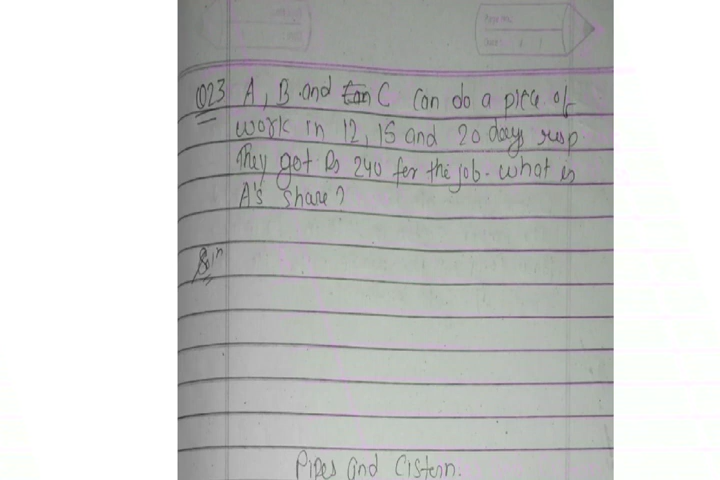 Q23 A, B and C can do a piece of
work in 12, 15 and 20 days resp.
They got Rs 240 for the job. what is
A's share?
Soln
Pipes and Cistern.